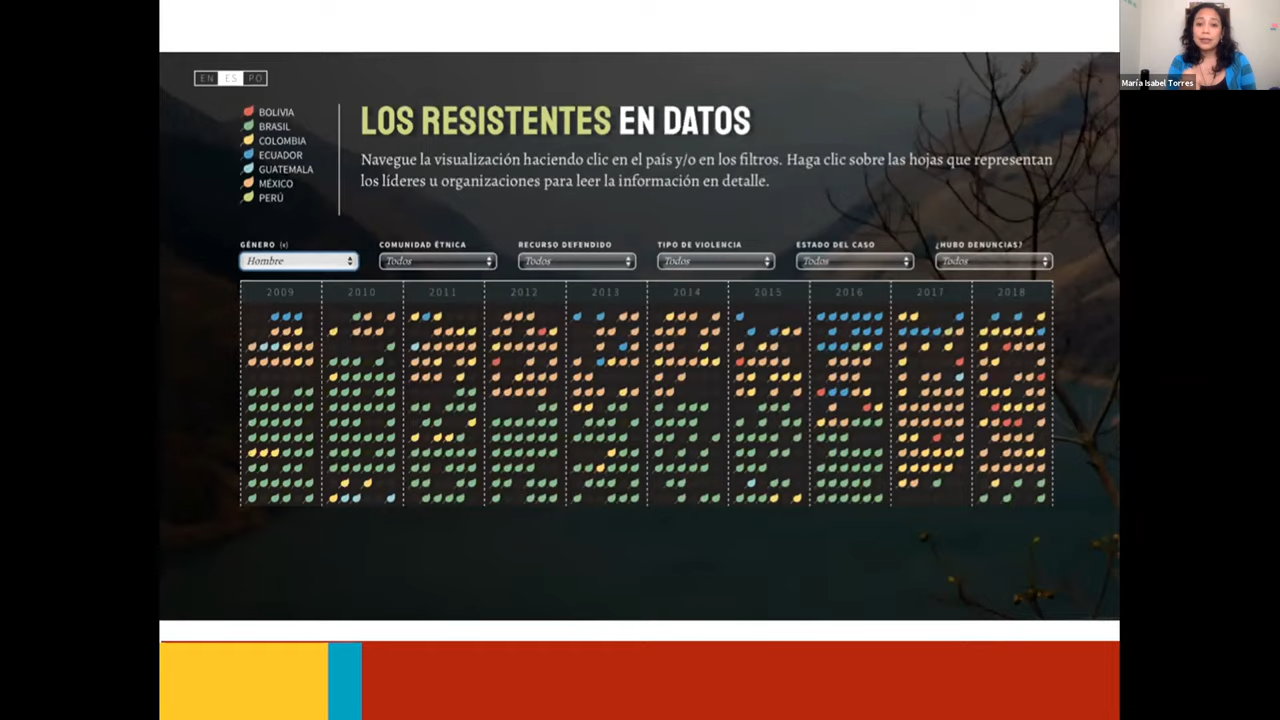 María Isabel Torres
EN ES PO
BOLIVIA
BRASIL
COLOMBIA
ECUADOR
GUATEMALA
MÉXICO
PERÚ
LOS RESISTENTES EN DATOS
Navegue la visualización haciendo clic en el país y/o en los filtros. Haga clic sobre las hojas que representan
los líderes u organizaciones para leer la información en detalle.
GÉNERO (*) COMUNIDAD ÉTNICA RECURSO DEFENDIDO TIPO DE VIOLENCIA ESTADO DEL CASO ¿HUBO DENUNCIAS?
Hombre Todos Todos Todos Todos Todos
2009 2010 2011 2012 2013 2014 2015 2016 2017 2018